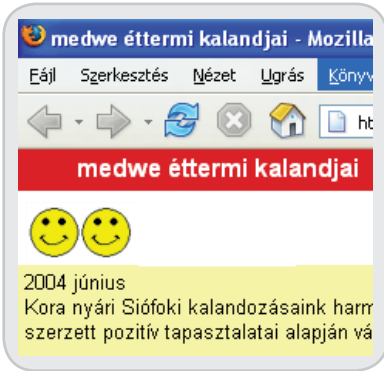 medwe éttermi kalandjai - Mozilla
Fájl Szerkesztés Nézet Ugrás Könyv
ht
medwe éttermi kalandjai
2004 június
Kora nyári Siófoki kalandozásaink harm
szerzett pozitív tapasztalatai alapján vá